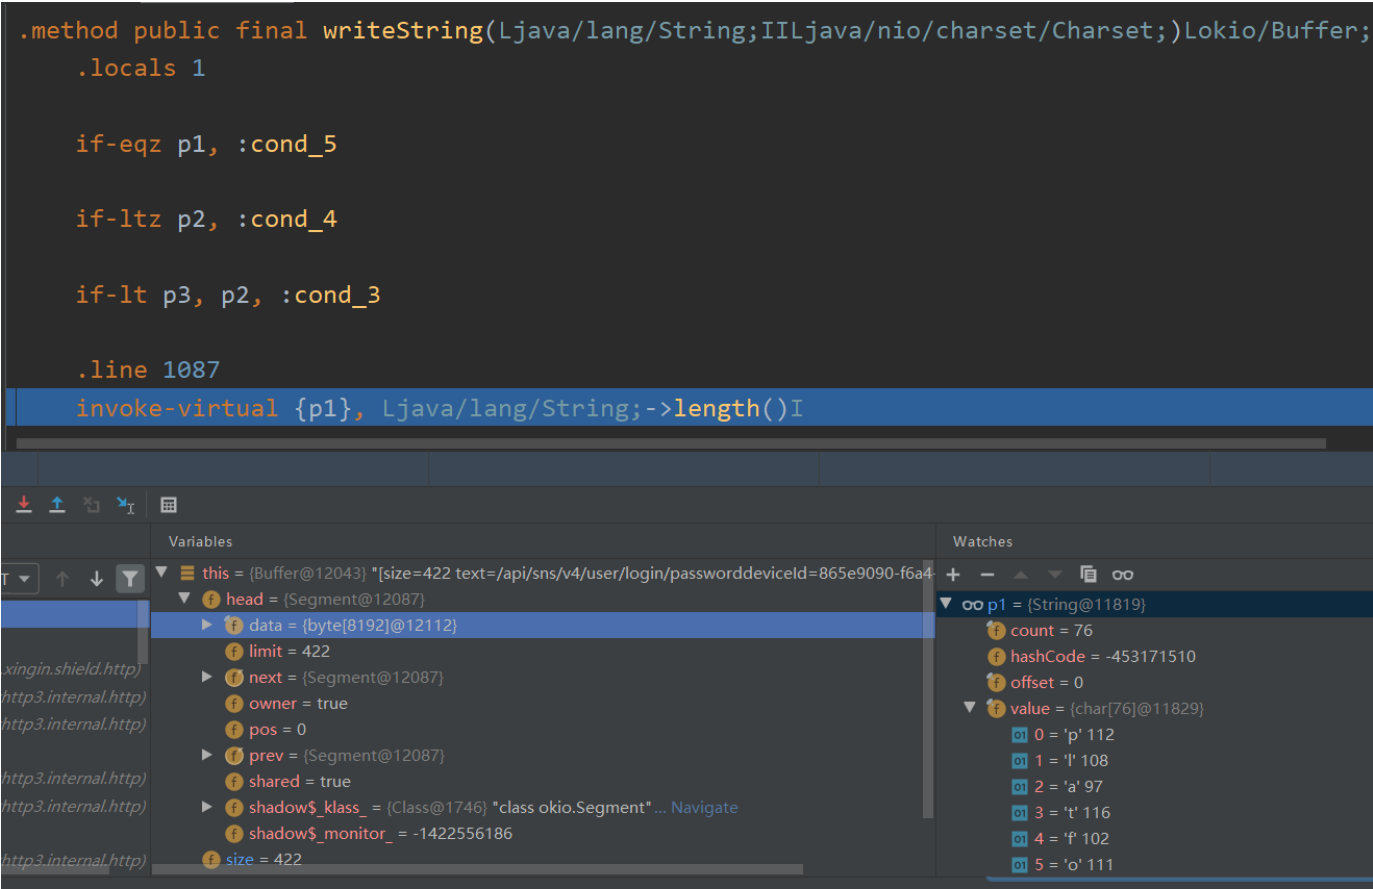 .method public final writeString(Ljava/lang/String;IILjava/nio/charset/Charset;)Lokio/Buffer;
.locals 1
if-eqz p1, :cond_5
if-ltz p2, :cond_4
if-lt p3, p2, :cond_3
.line 1087
invoke-virtual {p1}, Ljava/lang/String;->length()I
Variables
Watches
T
this = {Buffer@12043} "[size=422 text=/api/sns/v4/user/login/passworddeviceId=865e9090-f6a4-
head = {Segment@12087}
data = {byte[8192]@12112}
limit = 422
next = {Segment@12087}
owner = true
pos = 0
prev = {Segment@12087}
shared = true
shadow$_klass_ = {Class@1746} "class okio.Segment" ... Navigate
shadow$_monitor_ = -1422556186
size = 422
.xingin.shield.http)
http3.internal.http)
http3.internal.http)
http3.internal.http)
http3.internal.http)
http3.internal.http)
p1 = {String@11819}
count = 76
hashCode = -453171510
offset = 0
value = {char[76]@11829}
0 = 'p' 112
1 = 'l' 108
2 = 'a' 97
3 = 't' 116
4 = 'f' 102
5 = 'o' 111